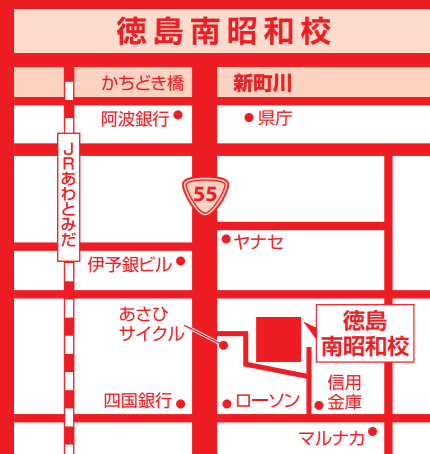 徳島南昭和校
かちどき橋
新町川
阿波銀行
県庁
JRあわとみだ
55
ヤナセ
伊予銀ビル
あさひ
サイクル
徳島
南昭和校
信用
金庫
四国銀行
ローソン
マルナカ